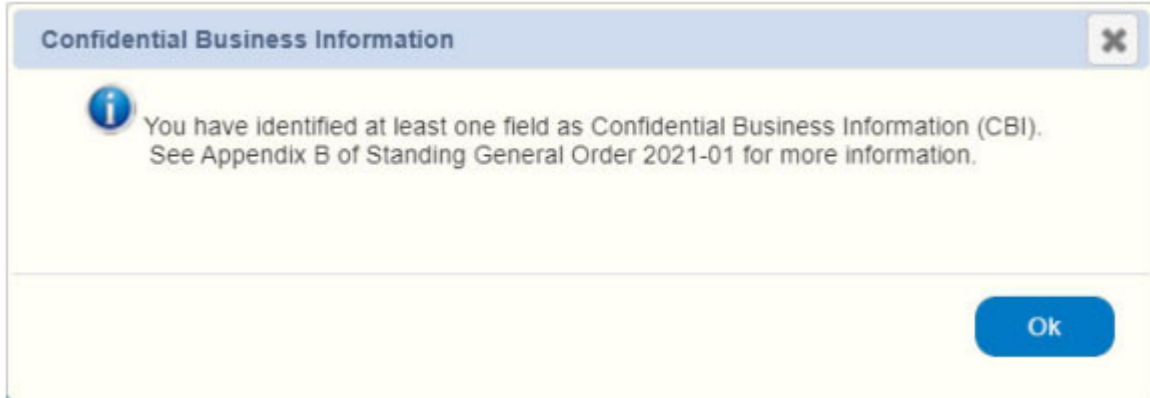 Confidential Business Information
You have identified at least one field as Confidential Business Information (CBI).
See Appendix B of Standing General Order 2021-01 for more information.
Ok